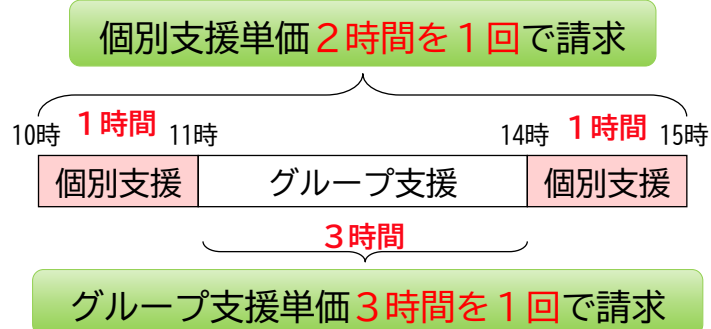 個別支援単価２時間を１回で請求
10時 １時間 11時 14時 １時間 15時
個別支援 グループ支援 個別支援
３時間
グループ支援単価３時間を１回で請求